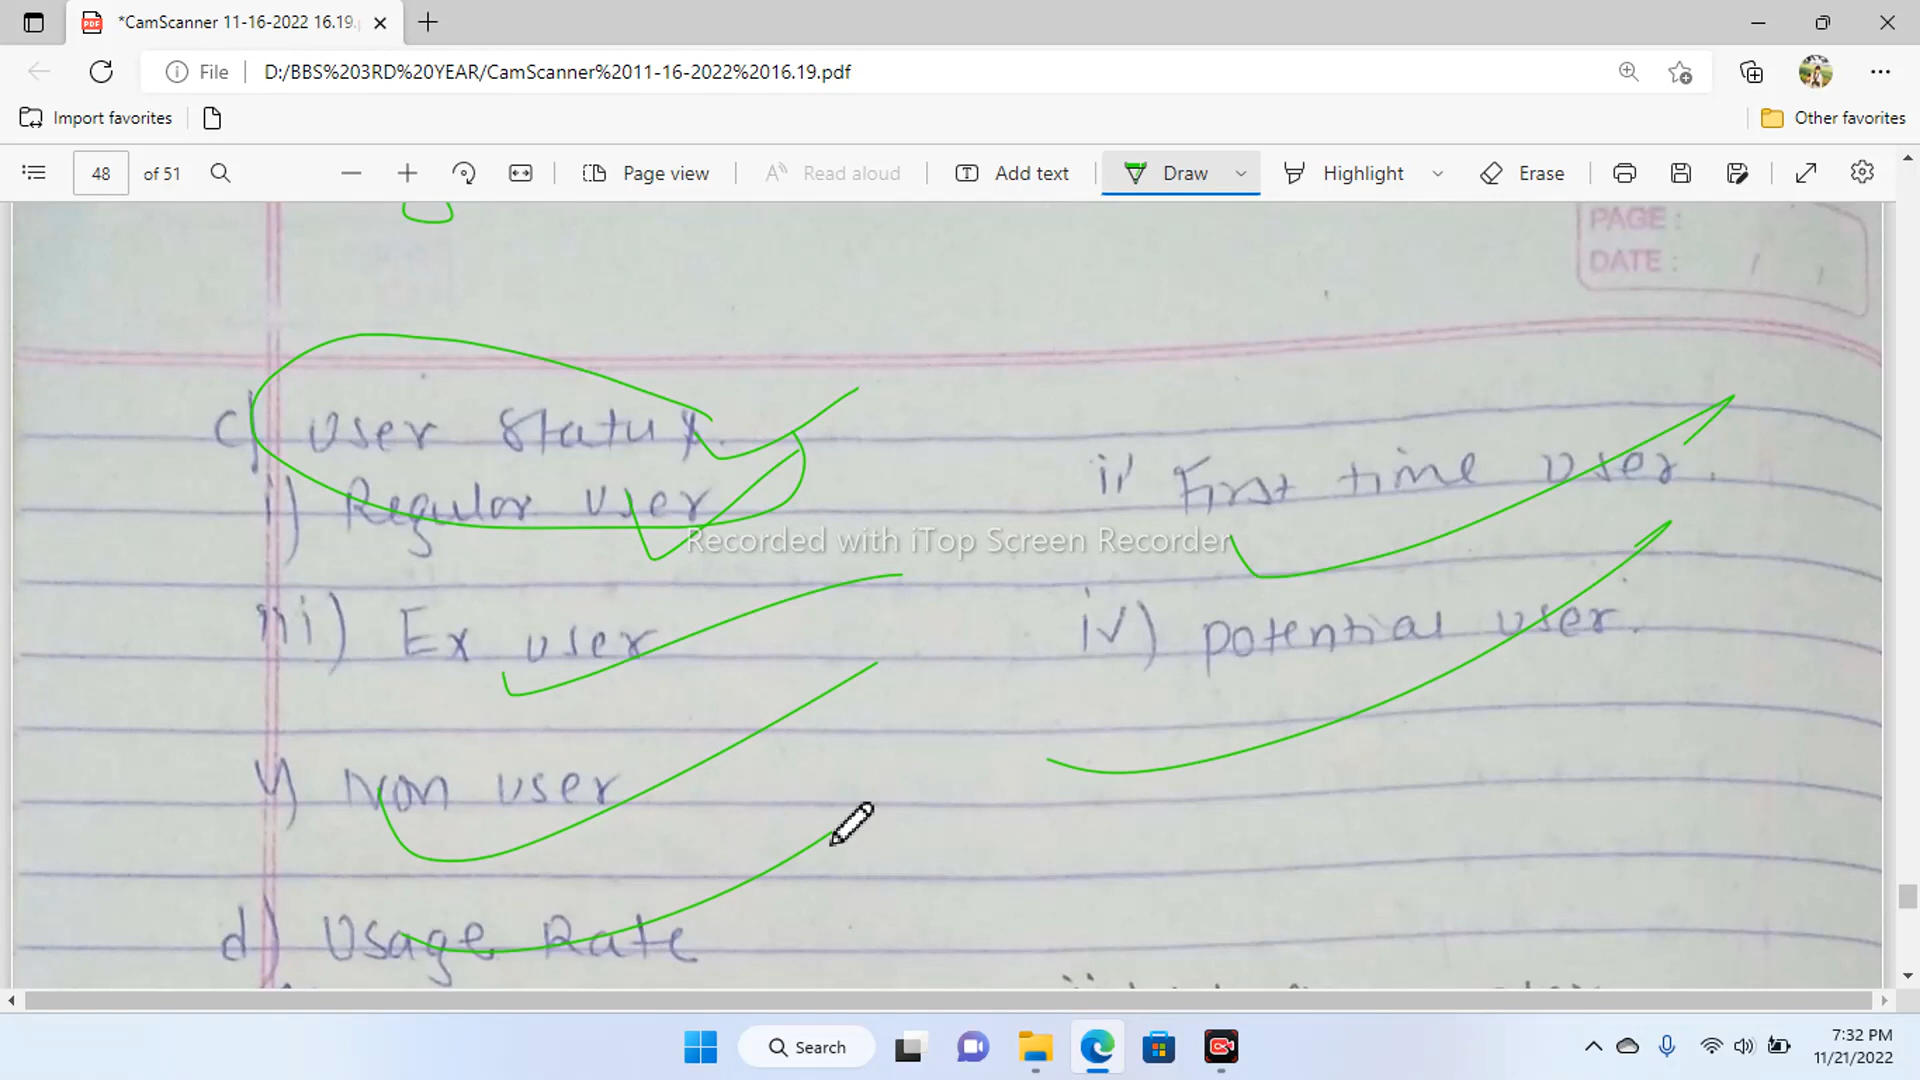 *CamScanner 11-16-2022 16.19.
File D:/BBS%203RD%20YEAR/CamScanner%2011-16-2022%2016.19.pdf
Import favorites Other favorites
48 of 51 Page view Read aloud Add text Draw Highlight Erase
PAGE :
DATE : / /
c) User Status.
i) Regular User ii) First time User.
Recorded with iTop Screen Recorder
iii) Ex user iv) potential user.
v) Non user
d) Usage Rate
Search
7:32 PM
11/21/2022